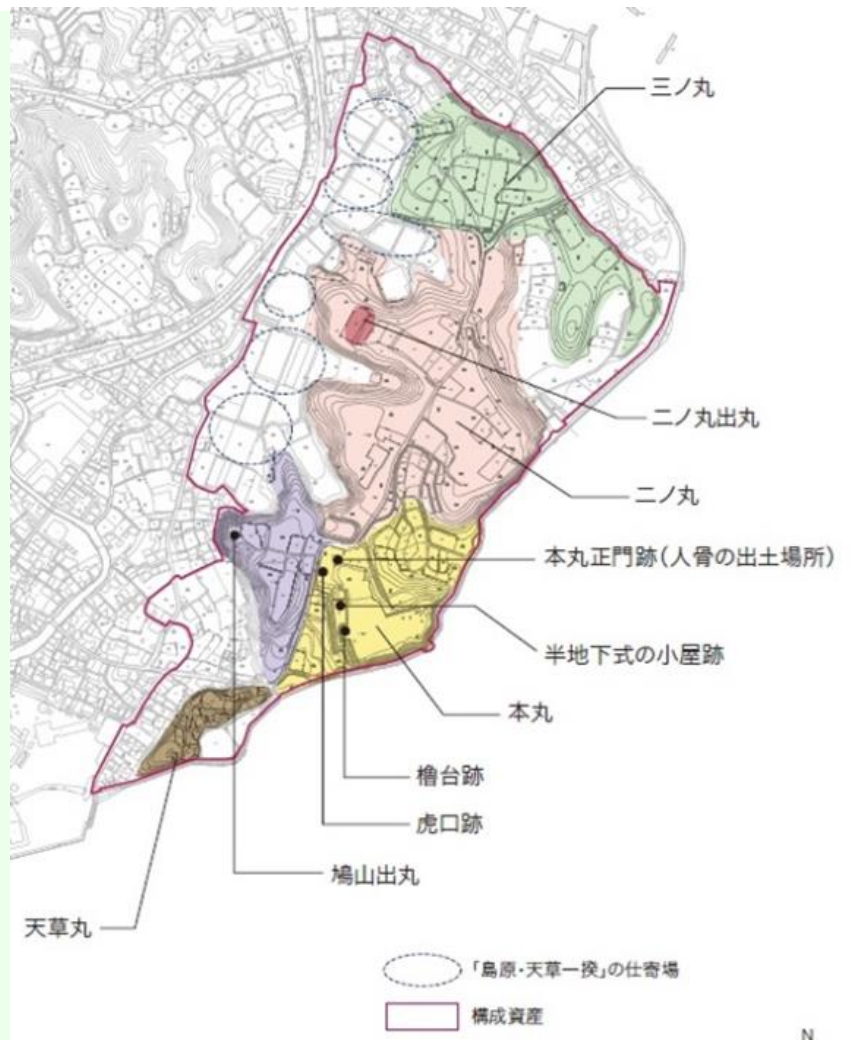 三ノ丸
二ノ丸出丸
二ノ丸
本丸正門跡(人骨の出土場所)
半地下式の小屋跡
本丸
櫓台跡
虎口跡
鳩山出丸
天草丸
「島原・天草一揆」の仕寄場
構成資産
N